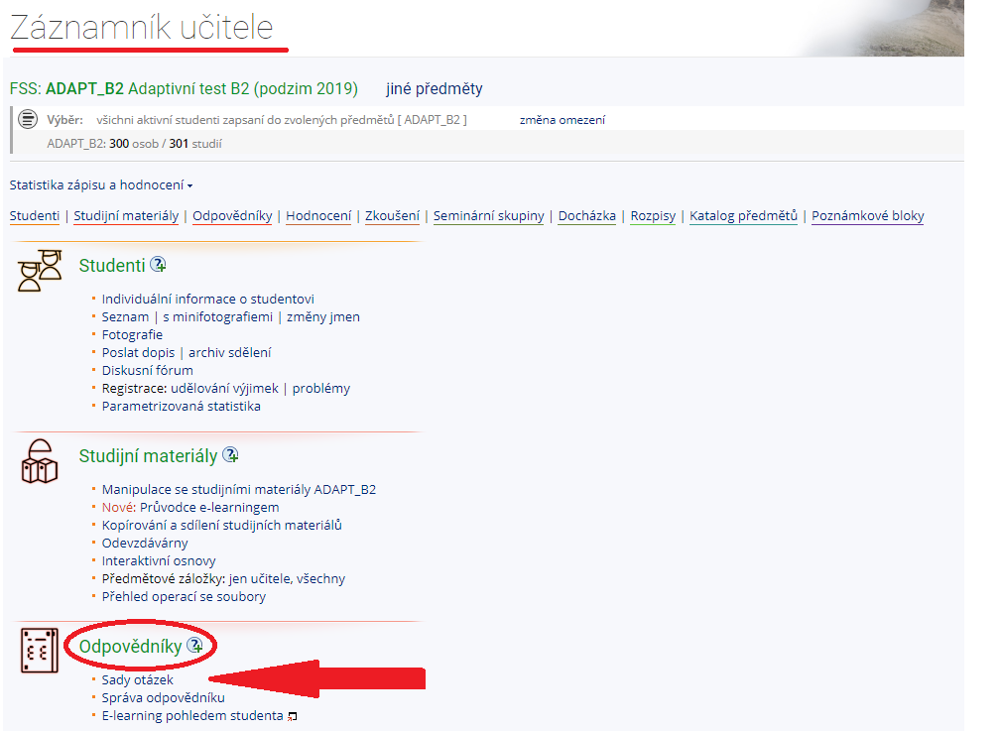 Záznamník učitele
FSS: ADAPT_B2 Adaptivní test B2 (podzim 2019) jiné předměty
Výběr: všichni aktivní studenti zapsaní do zvolených předmětů [ ADAPT_B2 ] změna omezení
ADAPT_B2: 300 osob / 301 studií
Statistika zápisu a hodnocení
Studenti | Studijní materiály | Odpovědníky | Hodnocení | Zkoušení | Seminární skupiny | Docházka | Rozpisy | Katalog předmětů | Poznámkové bloky
Studenti
Individuální informace o studentovi
Seznam | s minifotografiemi | změny jmen
Fotografie
Poslat dopis | archiv sdělení
Diskusní fórum
Registrace: udělování výjimek | problémy
Parametrizovaná statistika
Studijní materiály
Manipulace se studijními materiály ADAPT_B2
Nové: Průvodce e-learningem
Kopírování a sdílení studijních materiálů
Odevzdávárny
Interaktivní osnovy
Předmětové záložky: jen učitele, všechny
Přehled operací se soubory
Odpovědníky
Sady otázek
Správa odpovědníku
E-learning pohledem studenta